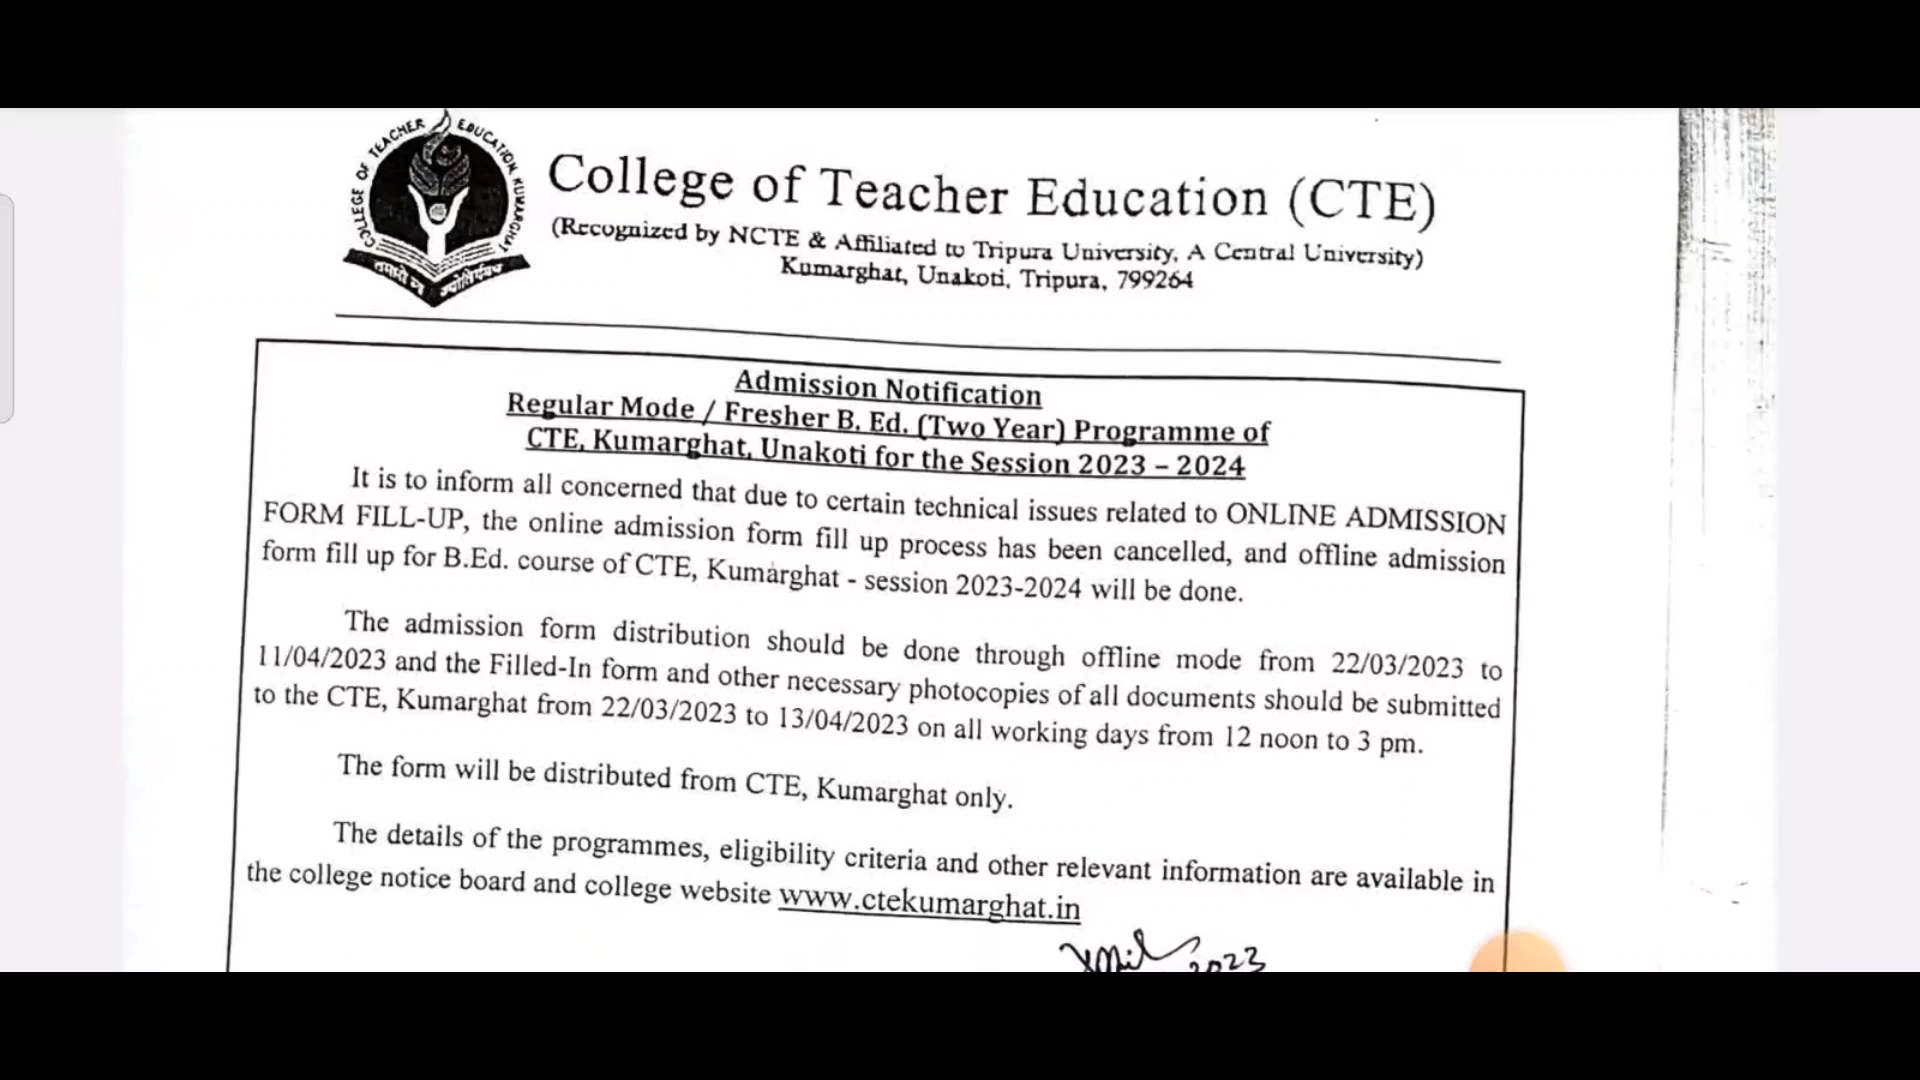 COLLEGE OF TEACHER EDUCATION, KUMARGHAT
College of Teacher Education (CTE)
(Recognized by NCTE & Affiliated to Tripura University, A Central University)
Kumarghat, Unakoti, Tripura, 799264
Admission Notification
Regular Mode / Fresher B. Ed. (Two Year) Programme of
CTE, Kumarghat, Unakoti for the Session 2023 – 2024
It is to inform all concerned that due to certain technical issues related to ONLINE ADMISSION
FORM FILL-UP, the online admission form fill up process has been cancelled, and offline admission
form fill up for B.Ed. course of CTE, Kumarghat - session 2023-2024 will be done.
The admission form distribution should be done through offline mode from 22/03/2023 to
11/04/2023 and the Filled-In form and other necessary photocopies of all documents should be submitted
to the CTE, Kumarghat from 22/03/2023 to 13/04/2023 on all working days from 12 noon to 3 pm.
The form will be distributed from CTE, Kumarghat only.
The details of the programmes, eligibility criteria and other relevant information are available in
the college notice board and college website www.ctekumarghat.in
2023